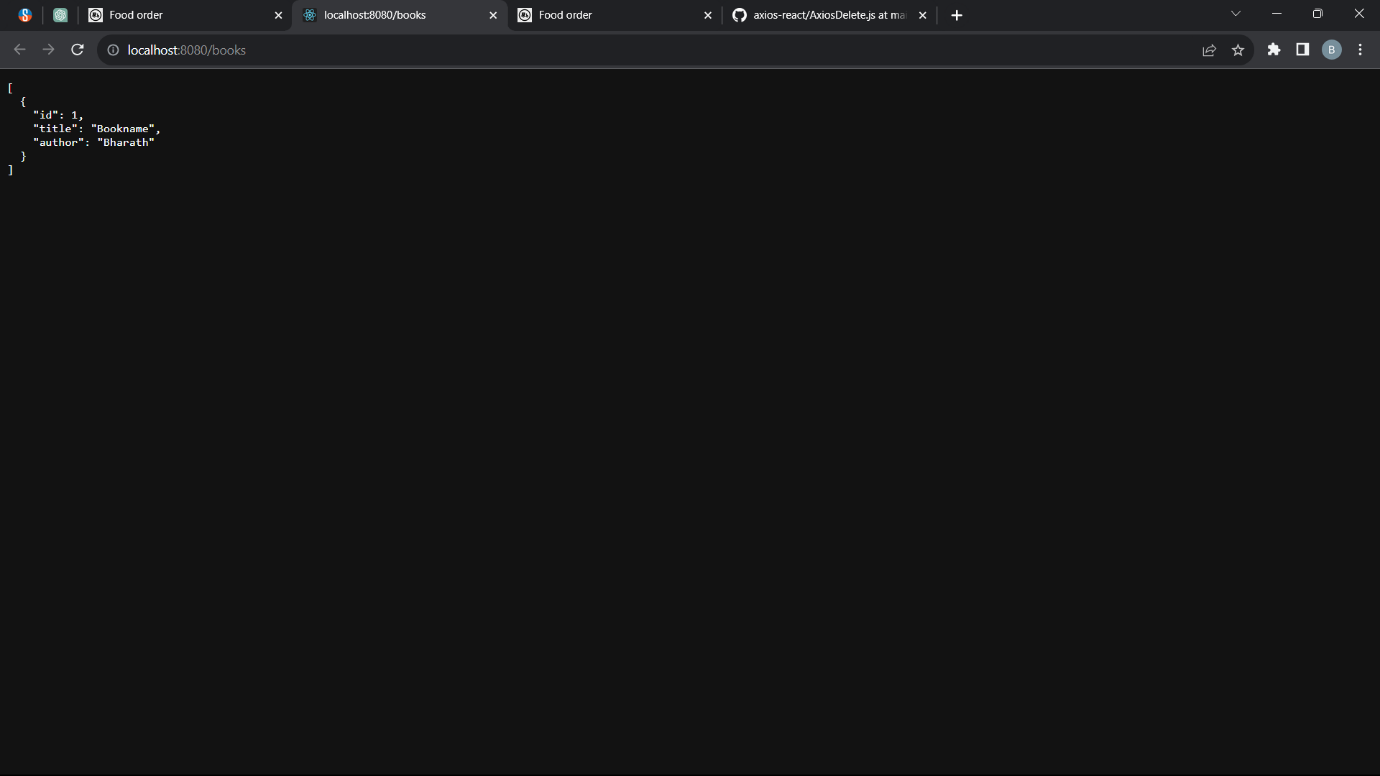 Food order
localhost:8080/books
Food order
axios-react/AxiosDelete.js at ma
localhost:8080/books
B
[
{
"id": 1,
"title": "Bookname",
"author": "Bharath"
}
]